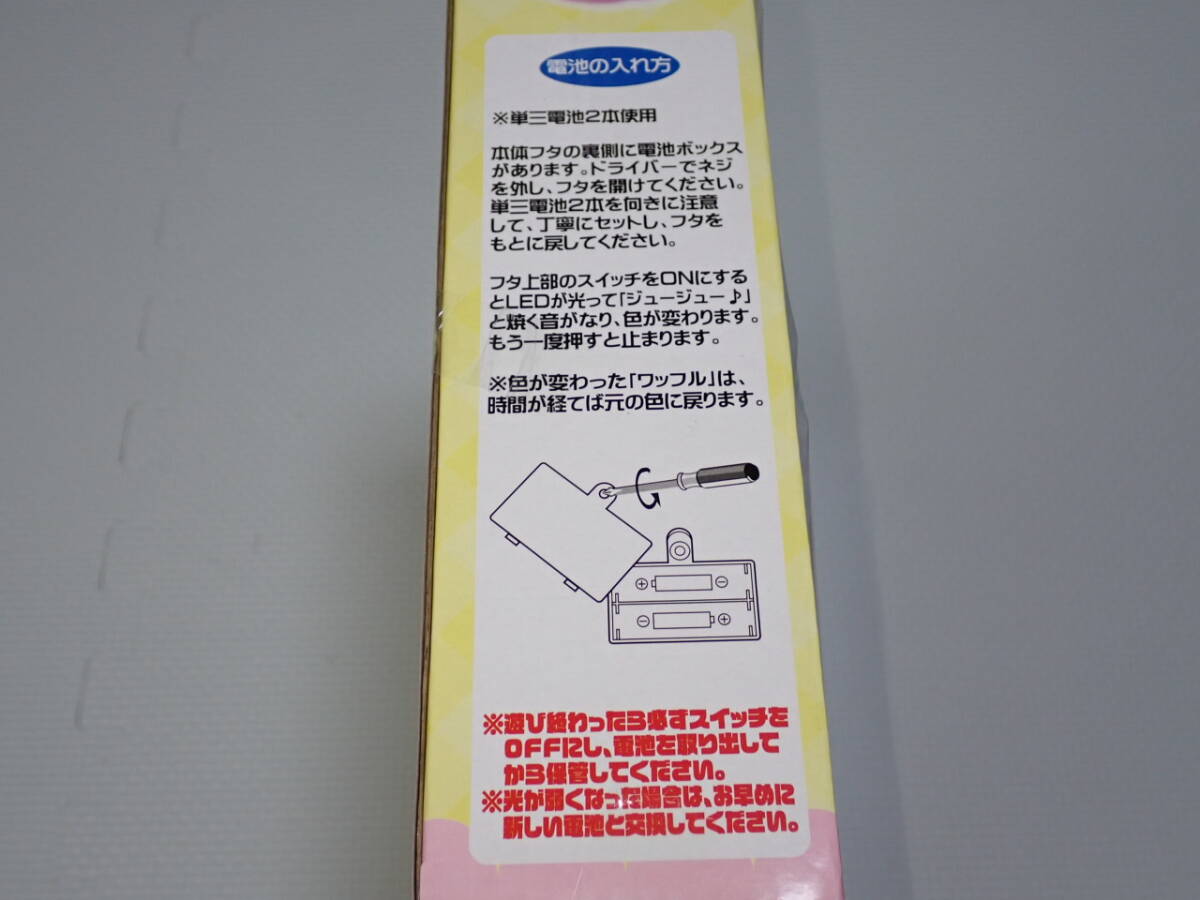 電池の入れ方
※単三電池2本使用
本体フタの裏側に電池ボックス
があります。ドライバーでネジ
を外し、フタを開けてください。
単三電池2本を向きに注意
して、丁寧にセットし、フタを
もとに戻してください。
フタ上部のスイッチをONにする
とLEDが光って「ジュージュー♪」
と焼く音がなり、色が変わります。
もう一度押すと止まります。
※色が変わった「ワッフル」は、
時間が経てば元の色に戻ります。
⊕ ⊖
⊖ ⊕
※遊び終わったら必ずスイッチを
OFFにし、電池を取り出して
から保管してください。
※光が弱くなった場合は、お早めに
新しい電池と交換してください。